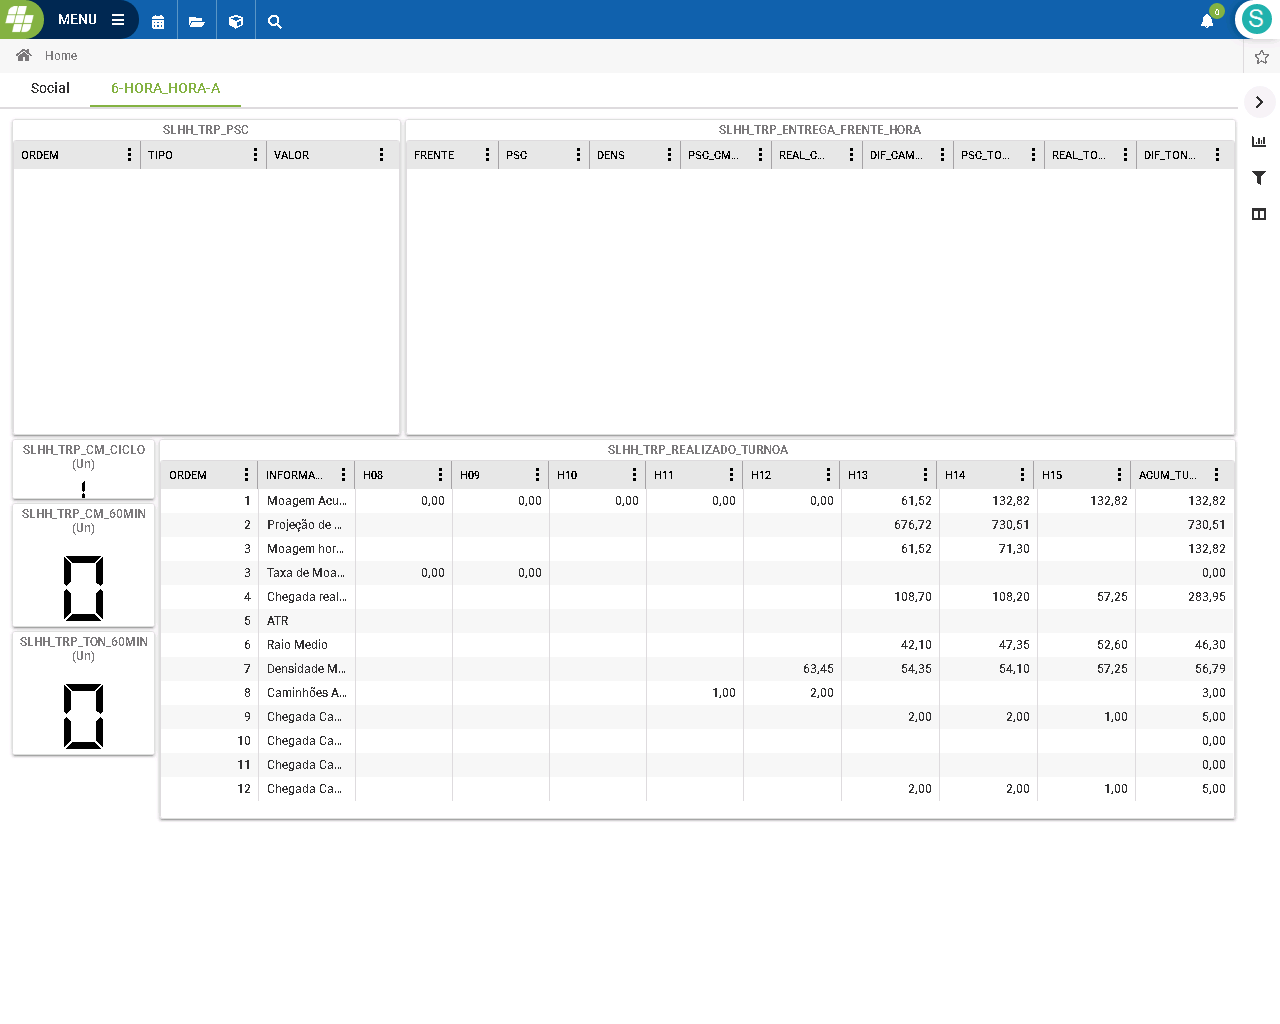 MENU
0
S
Home
Social
6-HORA_HORA-A
SLHH_TRP_PSC
ORDEM TIPO VALOR
SLHH_TRP_ENTREGA_FRENTE_HORA
FRENTE PSC DENS PSC_CM... REAL_C... DIF_CAM... PSC_TO... REAL_TO... DIF_TON...
SLHH_TRP_CM_CICLO
(Un)
1
SLHH_TRP_CM_60MIN
(Un)
0
SLHH_TRP_TON_60MIN
(Un)
0
SLHH_TRP_REALIZADO_TURNOA
ORDEM INFORMA... H08 H09 H10 H11 H12 H13 H14 H15 ACUM_TU...
1 Moagem Acu... 0,00 0,00 0,00 0,00 0,00 61,52 132,82 132,82 132,82
2 Projeção de ... 676,72 730,51 730,51
3 Moagem hor... 61,52 71,30 132,82
3 Taxa de Moa... 0,00 0,00 0,00
4 Chegada real... 108,70 108,20 57,25 283,95
5 ATR
6 Raio Medio 42,10 47,35 52,60 46,30
7 Densidade M... 63,45 54,35 54,10 57,25 56,79
8 Caminhões A... 1,00 2,00 3,00
9 Chegada Ca... 2,00 2,00 1,00 5,00
10 Chegada Ca... 0,00
11 Chegada Ca... 0,00
12 Chegada Ca... 2,00 2,00 1,00 5,00